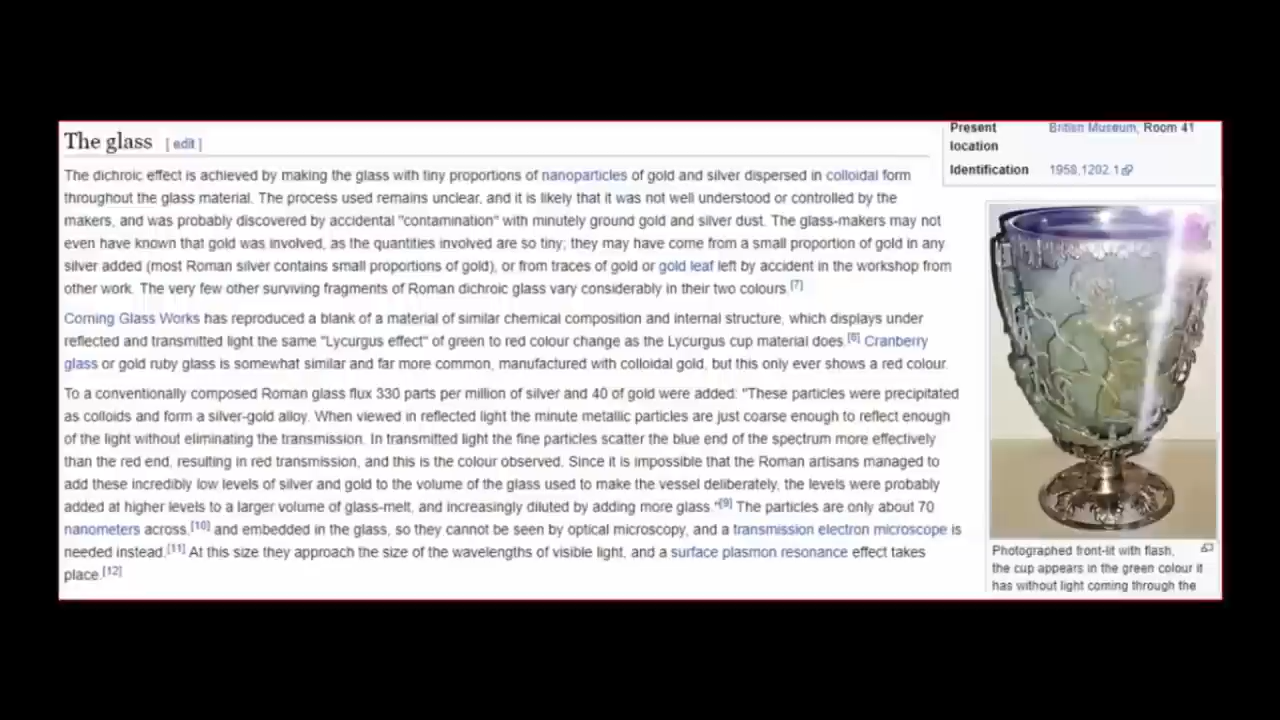 The glass [ edit ]
The dichroic effect is achieved by making the glass with tiny proportions of nanoparticles of gold and silver dispersed in colloidal form
throughout the glass material. The process used remains unclear, and it is likely that it was not well understood or controlled by the
makers, and was probably discovered by accidental "contamination" with minutely ground gold and silver dust. The glass-makers may not
even have known that gold was involved, as the quantities involved are so tiny; they may have come from a small proportion of gold in any
silver added (most Roman silver contains small proportions of gold), or from traces of gold or gold leaf left by accident in the workshop from
other work. The very few other surviving fragments of Roman dichroic glass vary considerably in their two colours.[7]
Corning Glass Works has reproduced a blank of a material of similar chemical composition and internal structure, which displays under
reflected and transmitted light the same "Lycurgus effect" of green to red colour change as the Lycurgus cup material does.[6] Cranberry
glass or gold ruby glass is somewhat similar and far more common, manufactured with colloidal gold, but this only ever shows a red colour.
To a conventionally composed Roman glass flux 330 parts per million of silver and 40 of gold were added: "These particles were precipitated
as colloids and form a silver-gold alloy. When viewed in reflected light the minute metallic particles are just coarse enough to reflect enough
of the light without eliminating the transmission. In transmitted light the fine particles scatter the blue end of the spectrum more effectively
than the red end, resulting in red transmission, and this is the colour observed. Since it is impossible that the Roman artisans managed to
add these incredibly low levels of silver and gold to the volume of the glass used to make the vessel deliberately, the levels were probably
added at higher levels to a larger volume of glass-melt, and increasingly diluted by adding more glass."[9] The particles are only about 70
nanometers across,[10] and embedded in the glass, so they cannot be seen by optical microscopy, and a transmission electron microscope is
needed instead.[11] At this size they approach the size of the wavelengths of visible light, and a surface plasmon resonance effect takes
place.[12]
Present location British Museum, Room 41
Identification 1958,1202.1
Photographed front-lit with flash,
the cup appears in the green colour it
has without light coming through the